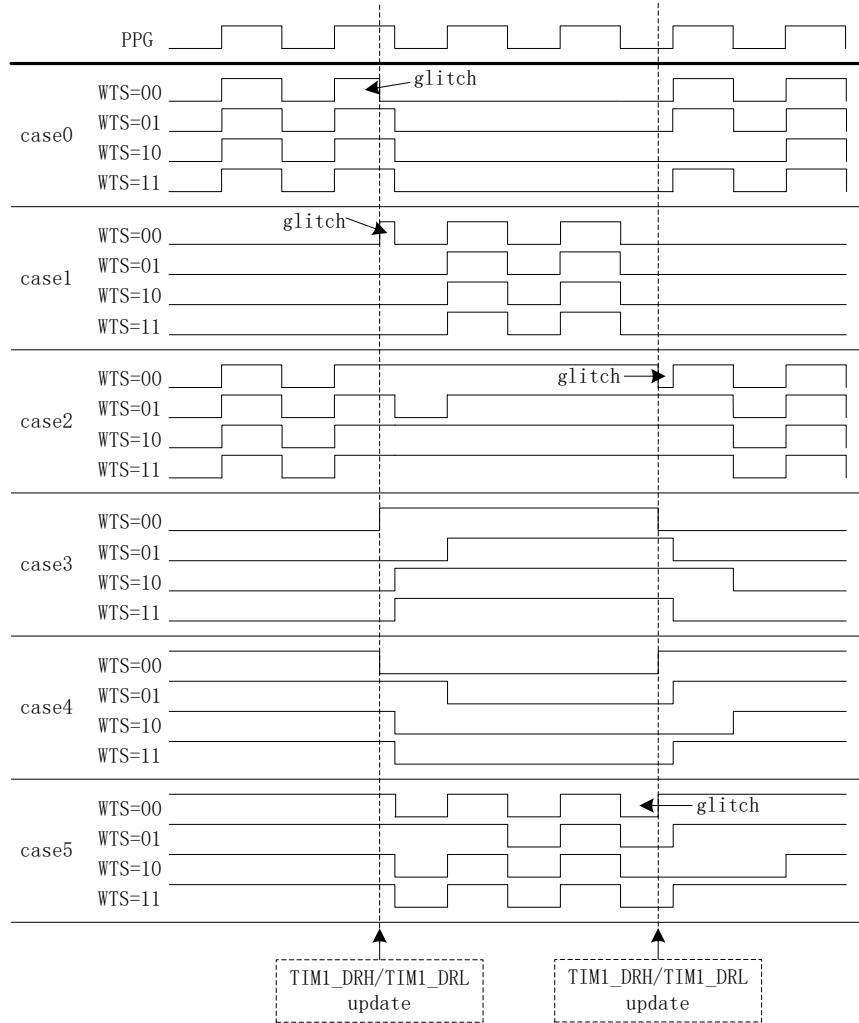 PPG
glitch
WTS=00
WTS=01
case0
WTS=10
WTS=11
glitch
WTS=00
WTS=01
case1
WTS=10
WTS=11
WTS=00
glitch
WTS=01
case2
WTS=10
WTS=11
WTS=00
WTS=01
case3
WTS=10
WTS=11
WTS=00
WTS=01
case4
WTS=10
WTS=11
WTS=00
glitch
WTS=01
case5
WTS=10
WTS=11
TIM1_DRH/TIM1_DRL
update
TIM1_DRH/TIM1_DRL
update